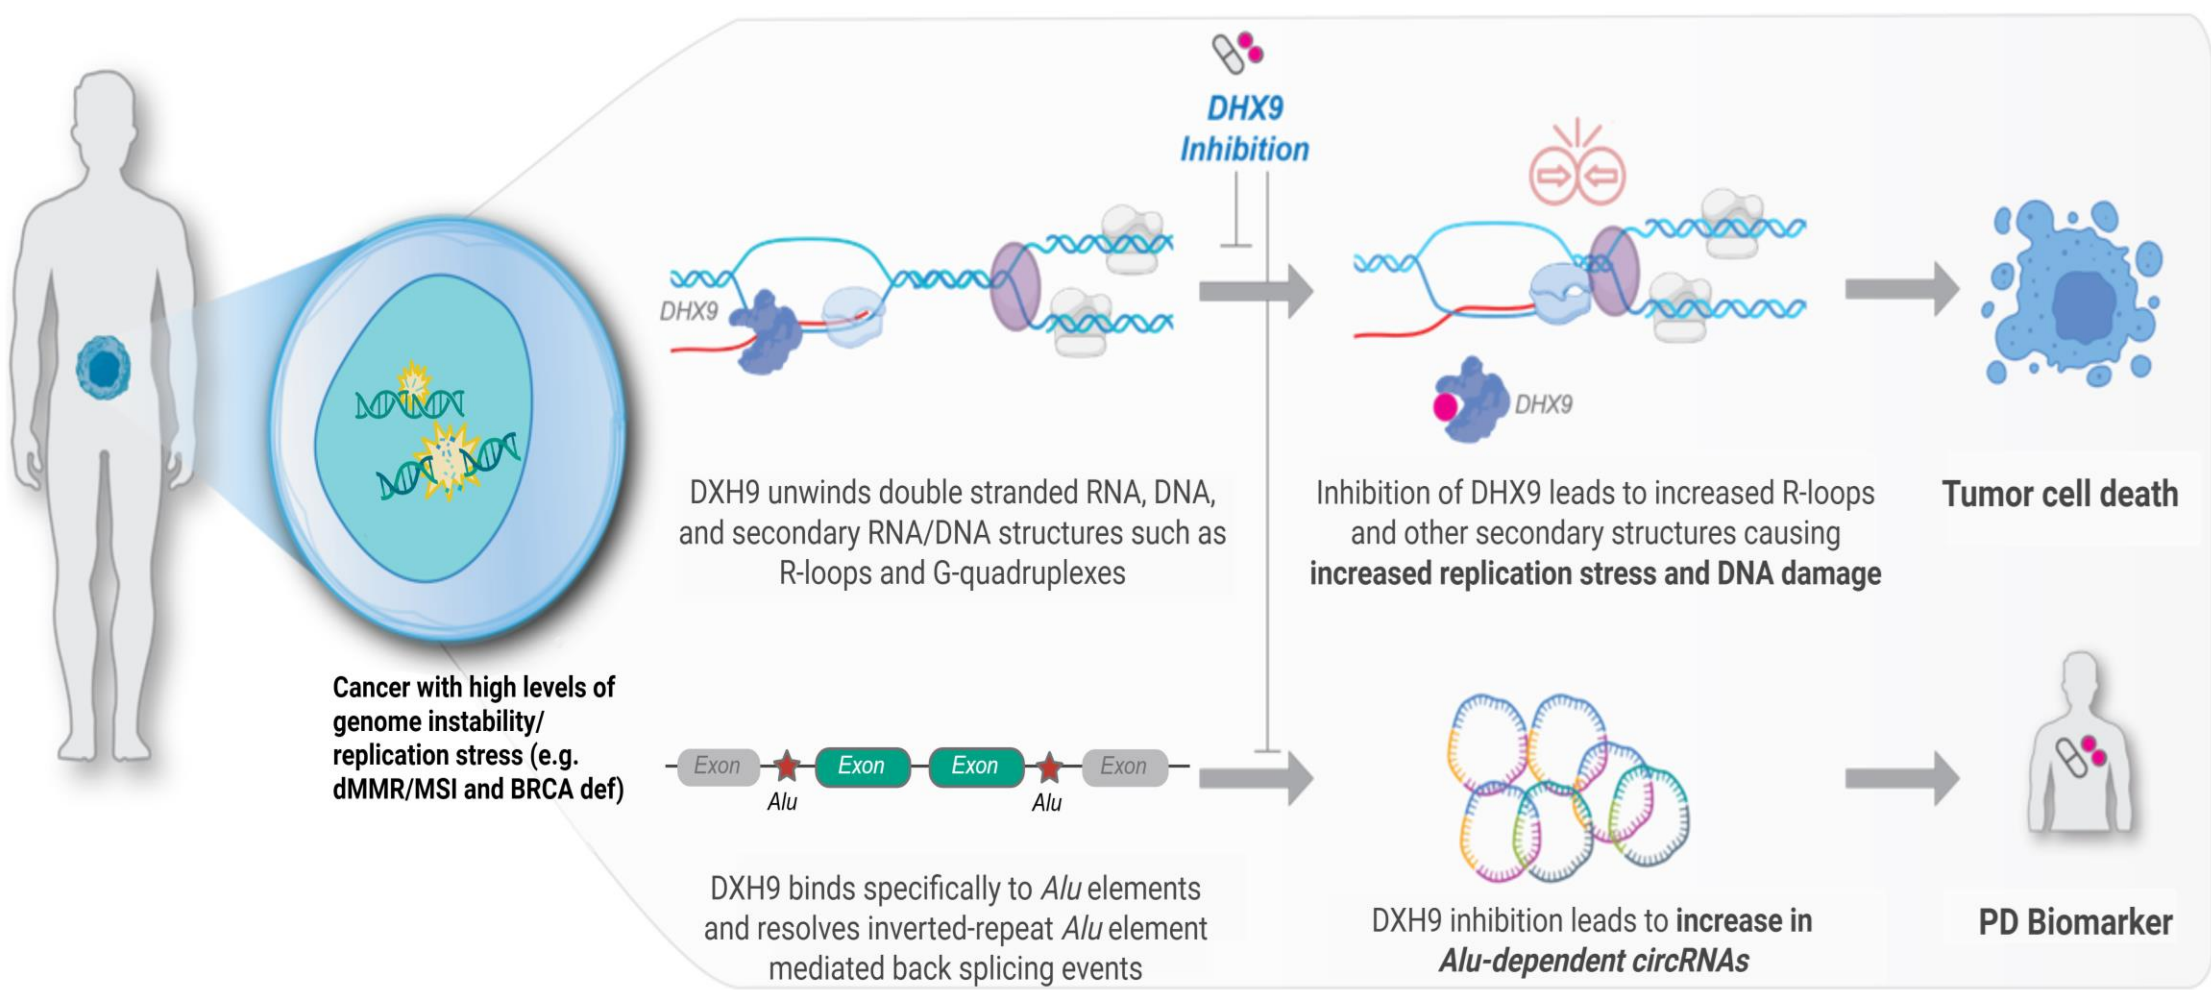 DHX9
Inhibition
DHX9
DHX9
DXH9 unwinds double stranded RNA, DNA,
and secondary RNA/DNA structures such as
R-loops and G-quadruplexes
Inhibition of DHX9 leads to increased R-loops
and other secondary structures causing
increased replication stress and DNA damage
Tumor cell death
Cancer with high levels of
genome instability/
replication stress (e.g.
dMMR/MSI and BRCA def)
Exon
Exon
Exon
Exon
Alu
Alu
DXH9 binds specifically to Alu elements
and resolves inverted-repeat Alu element
mediated back splicing events
DXH9 inhibition leads to increase in
Alu-dependent circRNAs
PD Biomarker